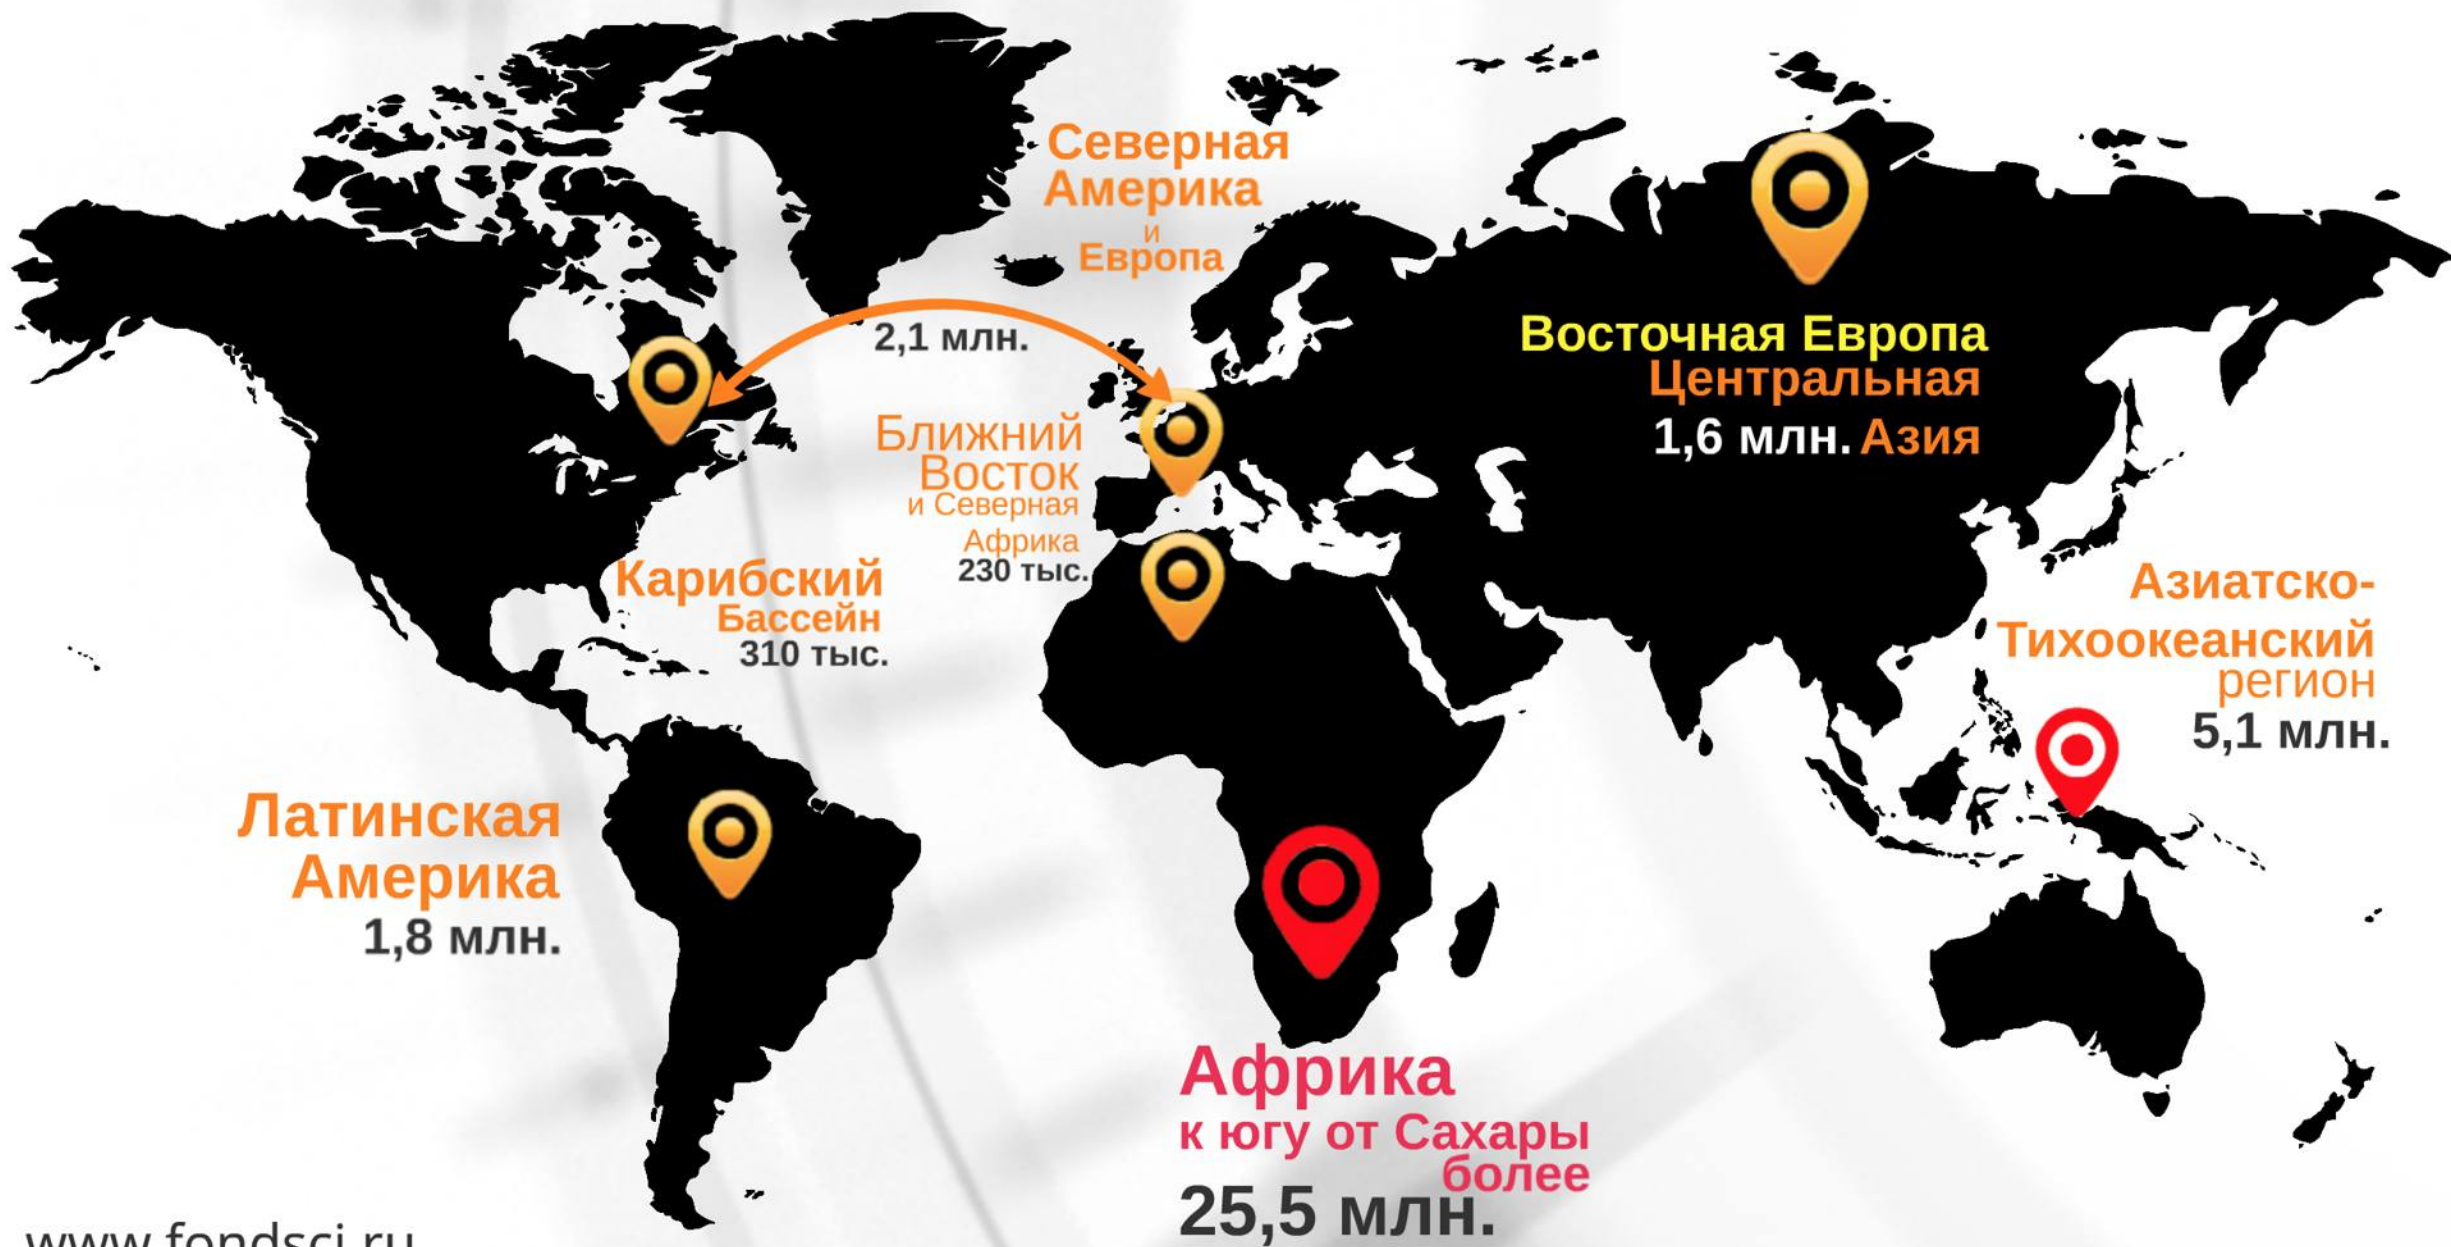 Северная
Америка
и
Европа
2,1 млн.
Восточная Европа
Центральная
1,6 млн. Азия
Ближний
Восток
и Северная
Африка
230 тыс.
Карибский
Бассейн
310 тыс.
Азиатско-
Тихоокеанский
регион
5,1 млн.
Латинская
Америка
1,8 млн.
Африка
к югу от Сахары
более
25,5 млн.
www.fondsci.ru